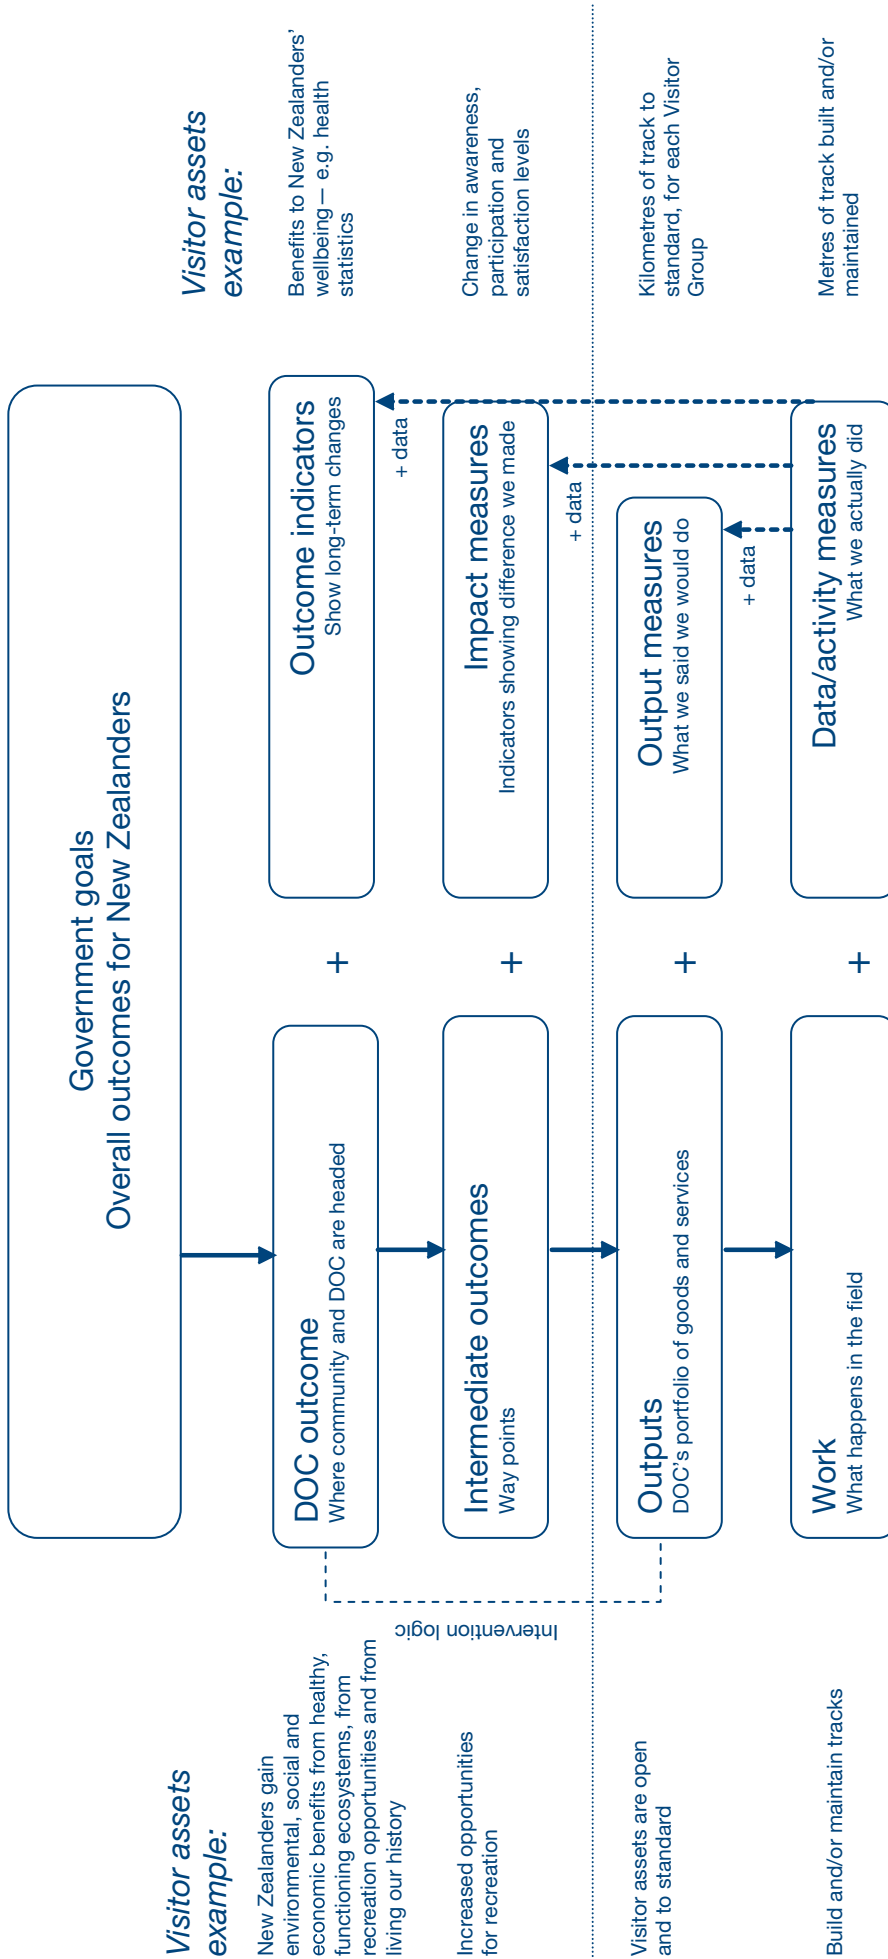 Government goals
Overall outcomes for New Zealanders
Visitor assets
example:
Visitor assets
example:
New Zealanders gain
environmental, social and
economic benefits from healthy,
functioning ecosystems, from
recreation opportunities and from
living our history
DOC outcome
Where community and DOC are headed
+
Outcome indicators
Show long-term changes
Benefits to New Zealanders'
wellbeing— e.g. health
statistics
+ data
Intervention logic
Increased opportunities
for recreation
Intermediate outcomes
Way points
+
Impact measures
Indicators showing difference we made
Change in awareness,
participation and
satisfaction levels
+ data
Visitor assets are open
and to standard
Outputs
DOC's portfolio of goods and services
+
Output measures
What we said we would do
Kilometres of track to
standard, for each Visitor
Group
+ data
Build and/or maintain tracks
Work
What happens in the field
+
Data/activity measures
What we actually did
Metres of track built and/or
maintained